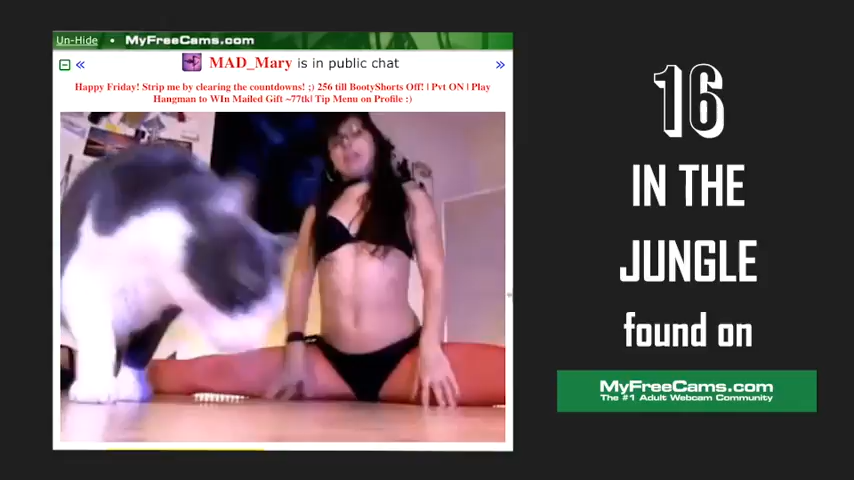 Un-Hide • MyFreeCams.com
« MAD_Mary is in public chat »
Happy Friday! Strip me by clearing the countdowns! ;) 256 till BootyShorts Off! | Pvt ON | Play
Hangman to WIn Mailed Gift ~77tk| Tip Menu on Profile :)
16
IN THE
JUNGLE
found on
MyFreeCams.com
The #1 Adult Webcam Community